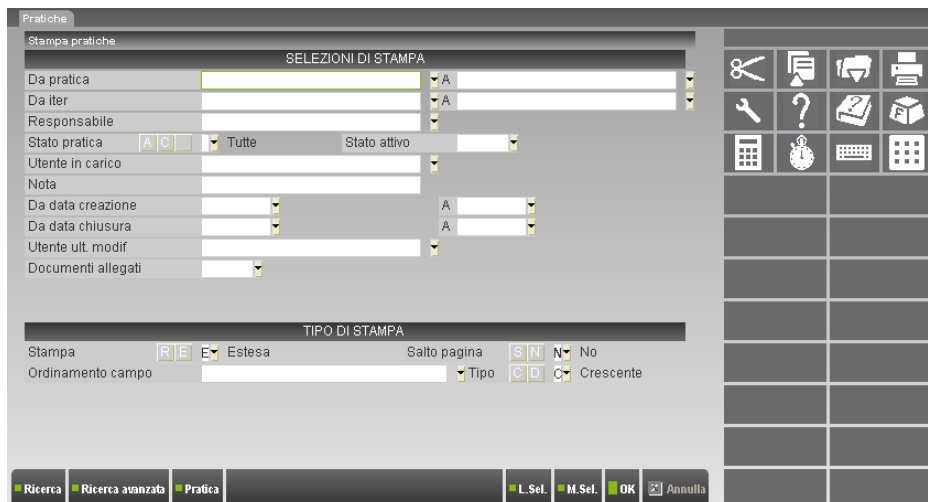 Pratiche
Stampa pratiche
SELEZIONI DI STAMPA
Da pratica A
Da iter A
Responsabile
Stato pratica A C Tutte Stato attivo
Utente in carico
Nota
Da data creazione A
Da data chiusura A
Utente ult. modif
Documenti allegati
TIPO DI STAMPA
Stampa R E E Estesa Salto pagina S N N No
Ordinamento campo Tipo C D C Crescente
Ricerca Ricerca avanzata Pratica L.Sel. M.Sel. OK Annulla